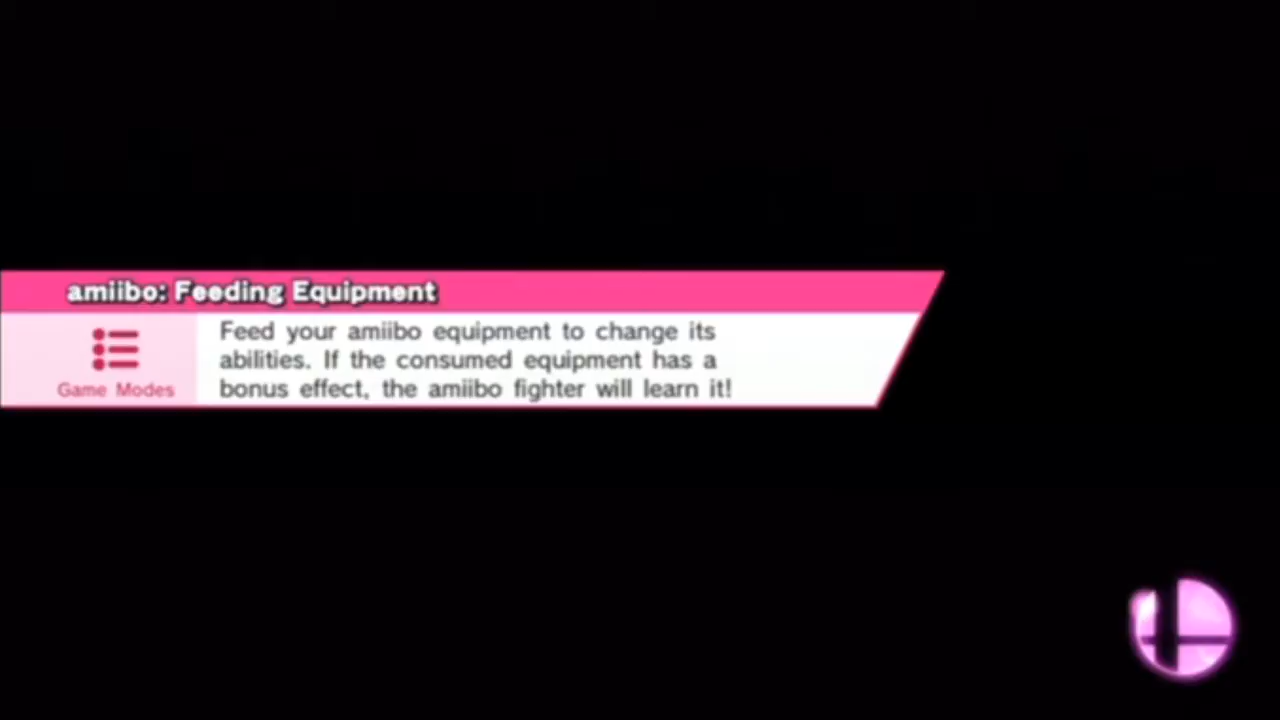 amiibo: Feeding Equipment
Feed your amiibo equipment to change its
abilities. If the consumed equipment has a
bonus effect, the amiibo fighter will learn it!
Game Modes